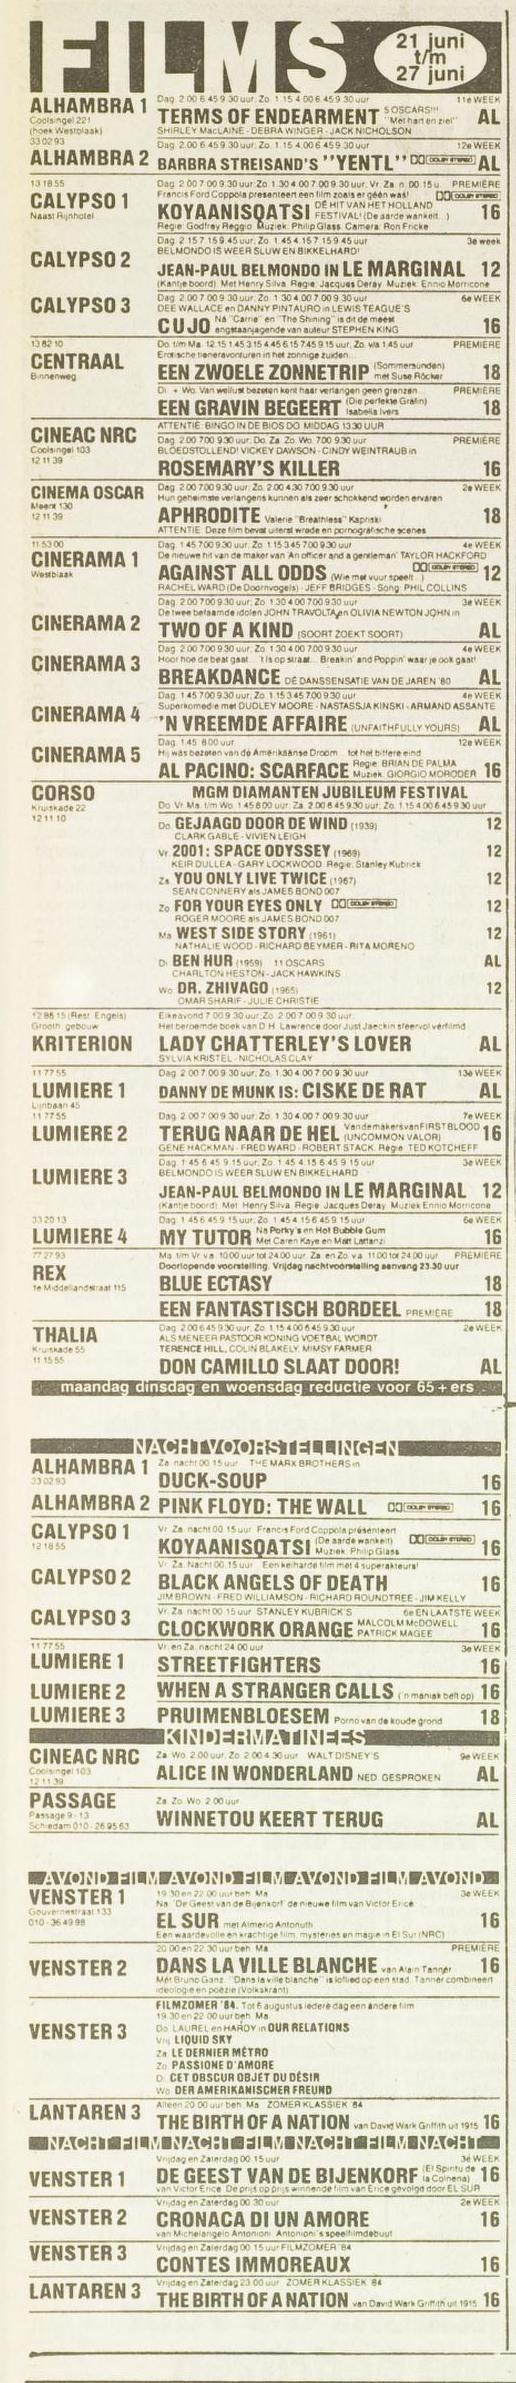 FILMS
21 juni
t/m
27 juni
ALHAMBRA 1
Coolsingel 221
(hoek Westblaak)
33 02 93
Dag. 2.00 6.45 9.30 uur; Zo. 1.15 4.00 6.45 9.30 uur 11e WEEK
TERMS OF ENDEARMENT 5 OSCARS!!! "Met hart en ziel" AL
SHIRLEY MacLAINE - DEBRA WINGER - JACK NICHOLSON
Dag. 2.00 6.45 9.30 uur; Zo. 1.15 4.00 6.45 9.30 uur 12e WEEK
ALHAMBRA 2 BARBRA STREISAND'S "YENTL" DOLBY STEREO AL
13 18 55
CALYPSO 1
Naast Rijnhotel
Dag. 2.00 7.00 9.30 uur; Zo. 1.30 4.00 7.00 9.30 uur; Vr. Za. n. 00.15 u. PREMIÈRE
Francis Ford Coppola presenteert een film zoals er géén was! DOLBY STEREO
KOYAANISQATSI DÉ HIT VAN HET HOLLAND FESTIVAL! (De aarde wankelt...) 16
Regie: Godfrey Reggio. Muziek: Philip Glass. Camera: Ron Fricke
Dag. 2.15 7.15 9.45 uur; Zo. 1.45 4.15 7.15 9.45 uur 3e week
BELMONDO IS WEER SLUW EN BIKKELHARD!
CALYPSO 2
JEAN-PAUL BELMONDO IN LE MARGINAL 12
(Kantje boord). Met Henry Silva. Regie: Jacques Deray. Muziek: Ennio Morricone
Dag. 2.00 7.00 9.30 uur; Zo. 1.30 4.00 7.00 9.30 uur 6e WEEK
CALYPSO 3
DEE WALLACE en DANNY PINTAURO in LEWIS TEAGUE'S
CUJO Na "Carrie" en "The Shining" is dit de meest angstaanjagende van auteur STEPHEN KING 16
13 82 10
CENTRAAL
Binnenweg
Do. t/m Ma. 12.15 1.45 3.15 4.45 6.15 7.45 9.15 uur; Zo. v/a 1.45 uur PREMIÈRE
Erotische tieneravonturen in het zonnige zuiden...
EEN ZWOELE ZONNETRIP (Sommersünden) met Suse Röcker 18
Di. + Wo. Van wellust bezeten kent haar verlangen geen grenzen... PREMIÈRE
EEN GRAVIN BEGEERT (Die perfekte Gräfin) Isabella Ivers 18
ATTENTIE: BINGO IN DE BIOS DO. MIDDAG 13.30 UUR
CINEAC NRC
Coolsingel 103
12 11 39
Dag. 2.00 7.00 9.30 uur; Do. Za. Zo. Wo. 7.00 9.30 uur PREMIÈRE
BLOEDSTOLLEND! VICKEY DAWSON - CINDY WEINTRAUB in
ROSEMARY'S KILLER 16
CINEMA OSCAR
Meent 130
12 11 39
Dag. 2.00 7.00 9.30 uur; Zo. 2.00 4.30 7.00 9.30 uur 2e WEEK
Hun geheimste verlangens kunnen als zeer schokkend worden ervaren
APHRODITE Valerie "Breathless" Kapriski 18
ATTENTIE: Deze film bevat uiterst wrede en pornografische scenes
11 53 00
CINERAMA 1
Westblaak
Dag. 1.45 7.00 9.30 uur; Zo. 1.15 3.45 7.00 9.30 uur 4e WEEK
De nieuwe hit van de maker van 'An officer and a gentleman' TAYLOR HACKFORD
AGAINST ALL ODDS (Wie met vuur speelt...) DOLBY STEREO 12
RACHEL WARD (De Doornvogels) - JEFF BRIDGES - Song: PHIL COLLINS
Dag. 2.00 7.00 9.30 uur; Zo. 1.30 4.00 7.00 9.30 uur 3e WEEK
De twee befaamde idolen JOHN TRAVOLTA en OLIVIA NEWTON JOHN in
CINERAMA 2 TWO OF A KIND (SOORT ZOEKT SOORT) AL
Dag. 2.00 7.00 9.30 uur; Zo. 1.30 4.00 7.00 9.30 uur 4e WEEK
CINERAMA 3
Hoor hoe de beat gaat... 't Is op straat... Breakin' and Poppin' waar je ook gaat!
BREAKDANCE DÉ DANSSENSATIE VAN DE JAREN '80 AL
Dag. 1.45 7.00 9.30 uur; Zo. 1.15 3.45 7.00 9.30 uur 4e WEEK
Superkomedie met DUDLEY MOORE - NASTASSJA KINSKI - ARMAND ASSANTE
CINERAMA 4 'N VREEMDE AFFAIRE (UNFAITHFULLY YOURS) AL
Dag. 1.45 8.00 uur 12e WEEK
CINERAMA 5
Hij was bezeten van de Amerikaanse Droom... tot het bittere eind
AL PACINO: SCARFACE Regie: BRIAN DE PALMA Muziek: GIORGIO MORODER 16
CORSO
Kruiskade 22
12 11 10
MGM DIAMANTEN JUBILEUM FESTIVAL
Do. Vr. Ma. t/m Wo. 1.45 8.00 uur; Za. 2.00 6.45 9.30 uur; Zo. 1.15 4.00 6.45 9.30 uur
Do GEJAAGD DOOR DE WIND (1939) 12
CLARK GABLE - VIVIEN LEIGH
Vr. 2001: SPACE ODYSSEY (1969) 12
KEIR DULLEA - GARY LOCKWOOD. Regie: Stanley Kubrick
Za YOU ONLY LIVE TWICE (1967) 12
SEAN CONNERY als JAMES BOND 007
Zo FOR YOUR EYES ONLY DOLBY STEREO 12
ROGER MOORE als JAMES BOND 007
Ma WEST SIDE STORY (1961) 12
NATHALIE WOOD - RICHARD BEYMER - RITA MORENO
Di BEN HUR (1959) 11 OSCARS AL
CHARLTON HESTON - JACK HAWKINS
Wo DR. ZHIVAGO (1965) 12
OMAR SHARIF - JULIE CHRISTIE
12 86 15 (Rest. Engels)
Grooth. gebouw
KRITERION
Elke avond 7.00 9.30 uur; Zo. 2.00 7.00 9.30 uur
Het beroemde boek van D.H. Lawrence door Just Jaeckin sfeervol verfilmd
LADY CHATTERLEY'S LOVER AL
SYLVIA KRISTEL - NICHOLAS CLAY
11 77 55
LUMIERE 1
Lijnbaan 45
Dag. 2.00 7.00 9.30 uur; Zo. 1.30 4.00 7.00 9.30 uur 13e WEEK
DANNY DE MUNK IS: CISKE DE RAT AL
11 77 55
LUMIERE 2
Dag. 2.00 7.00 9.30 uur; Zo. 1.30 4.00 7.00 9.30 uur 7e WEEK
TERUG NAAR DE HEL Van de makers van FIRST BLOOD (UNCOMMON VALOR) 16
GENE HACKMAN - FRED WARD - ROBERT STACK. Regie: TED KOTCHEFF
Dag. 1.45 6.45 9.15 uur; Zo. 1.45 4.15 6.45 9.15 uur 3e WEEK
LUMIERE 3
BELMONDO IS WEER SLUW EN BIKKELHARD
JEAN-PAUL BELMONDO IN LE MARGINAL 12
(Kantje boord). Met: Henry Silva. Regie: Jacques Deray. Muziek: Ennio Morricone
33 20 13
LUMIERE 4
Dag. 1.45 6.45 9.15 uur; Zo. 1.45 4.15 6.45 9.15 uur 6e WEEK
MY TUTOR Na Porky's en Hot Bubble Gum Met Caren Kaye en Matt Lattanzi 16
77 27 93
REX
1e Middellandstraat 115
Ma. t/m Vr. v.a. 10.00 uur tot 24.00 uur. Za. en Zo. v.a. 11.00 tot 24.00 uur PREMIÈRE
Doorlopende voorstelling. Vrijdag nachtvoorstelling aanvang 23.30 uur
BLUE ECTASY 18
EEN FANTASTISCH BORDEEL PREMIÈRE 18
THALIA
Kruiskade 55
11 15 55
Dag. 2.00 6.45 9.30 uur; Zo. 1.15 4.00 6.45 9.30 uur 2e WEEK
ALS MENEER PASTOOR KONING VOETBAL WORDT
TERENCE HILL, COLIN BLAKELY, MIMSY FARMER
DON CAMILLO SLAAT DOOR! AL
maandag dinsdag en woensdag reductie voor 65 + ers
NACHTVOORSTELLINGEN
ALHAMBRA 1
33 02 93
Za. nacht 00.15 uur THE MARX BROTHERS in
DUCK-SOUP 16
ALHAMBRA 2 PINK FLOYD: THE WALL DOLBY STEREO 16
CALYPSO 1
12 18 55
Vr. Za. nacht 00.15 uur. Francis Ford Coppola presenteert
KOYAANISQATSI (De aarde wankelt) Muziek: Philip Glass DOLBY STEREO 16
CALYPSO 2
Vr. Za. Nacht 00.15 uur Een keiharde film met 4 superakteurs!
BLACK ANGELS OF DEATH 16
JIM BROWN - FRED WILLIAMSON - RICHARD ROUNDTREE - JIM KELLY
CALYPSO 3
Vr. Za. nacht 00.15 uur STANLEY KUBRICK'S 6e EN LAATSTE WEEK
CLOCKWORK ORANGE MALCOLM McDOWELL PATRICK MAGEE 16
11 77 55
LUMIERE 1
Vr. en Za. nacht 24.00 uur 3e WEEK
STREETFIGHTERS 16
LUMIERE 2 WHEN A STRANGER CALLS ('n maniak belt op) 16
LUMIERE 3 PRUIMENBLOESEM Porno van de koude grond 18
KINDERMATINEES
CINEAC NRC
Coolsingel 103
12 11 39
Za. Wo. 2.00 uur; Zo. 2.00 4.30 uur WALT DISNEY'S 9e WEEK
ALICE IN WONDERLAND NED. GESPROKEN AL
PASSAGE
Passage 9 - 13
Schiedam 010 - 26 95 63
Za. Zo. Wo. 2.00 uur
WINNETOU KEERT TERUG AL
AVOND FILM AVOND FILM AVOND FILM AVOND
VENSTER 1
Gouvernestraat 133
010 - 36 49 98
19.30 en 22.00 uur beh. Ma. 3e WEEK
Na "De Geest van de Bijenkorf" de nieuwe film van Victor Erice
EL SUR met Almerio Antonutti 16
Een waardevolle en krachtige film, mysteries en magie in El Sur (NRC)
20.00 en 22.30 uur beh. Ma. PREMIÈRE
VENSTER 2 DANS LA VILLE BLANCHE van Alain Tanner 16
Met Bruno Ganz. "Dans la ville blanche" is loflied op een stad. Tanner combineert
ideologie en poëzie (Volkskrant)
FILMZOMER '84. Tot 6 augustus iedere dag een andere film
19.30 en 22.00 uur beh. Ma.
VENSTER 3
Do. LAUREL en HARDY in OUR RELATIONS
Vrij. LIQUID SKY
Za. LE DERNIER MÉTRO
Zo. PASSIONE D'AMORE
Di. CET OBSCUR OBJET DU DÉSIR
Wo. DER AMERIKANISCHER FREUND
Alleen 20.00 uur beh. Ma. ZOMER KLASSIEK '84
LANTAREN 3 THE BIRTH OF A NATION van David Wark Griffith uit 1915 16
NACHT FILM NACHT FILM NACHT FILM NACHT
Vrijdag en Zaterdag 00.15 uur 3e WEEK
VENSTER 1 DE GEEST VAN DE BIJENKORF (El Spiritu de la Colnena) 16
van Victor Erice. De prijs op prijs winnende film van Erice gevolgd door EL SUR
Vrijdag en Zaterdag 00.30 uur 2e WEEK
VENSTER 2 CRONACA DI UN AMORE 16
van Michelangelo Antonioni. Antonioni's speelfilmdebuut
Vrijdag en Zaterdag 00.15 uur FILMZOMER '84
VENSTER 3 CONTES IMMOREAUX 16
Vrijdag en Zaterdag 23.00 uur ZOMER KLASSIEK '84
LANTAREN 3 THE BIRTH OF A NATION van David Wark Griffith uit 1915 16